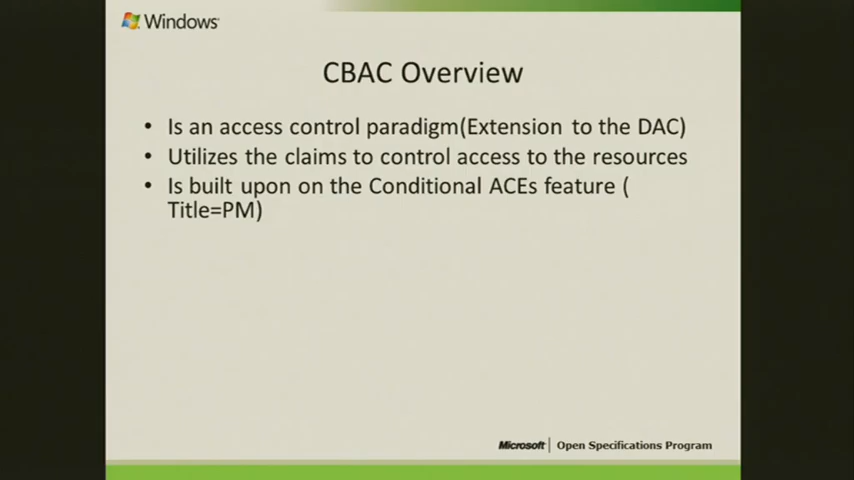 Windows
CBAC Overview
• Is an access control paradigm(Extension to the DAC)
• Utilizes the claims to control access to the resources
• Is built upon on the Conditional ACEs feature (
Title=PM)
Microsoft | Open Specifications Program